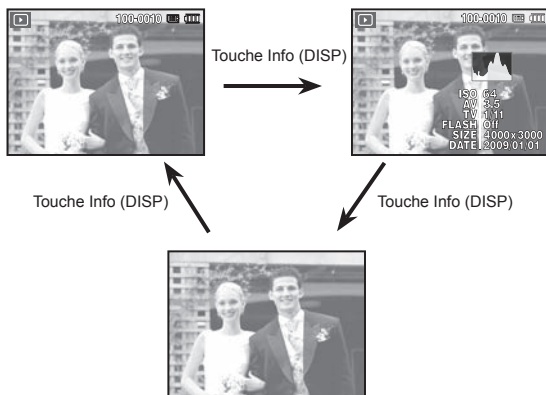 100-0010
Touche Info (DISP)
100-0010
ISO 64
AV 3.5
TV 1/11
FLASH Off
SIZE 4000x3000
DATE 2009/01/01
Touche Info (DISP)
Touche Info (DISP)